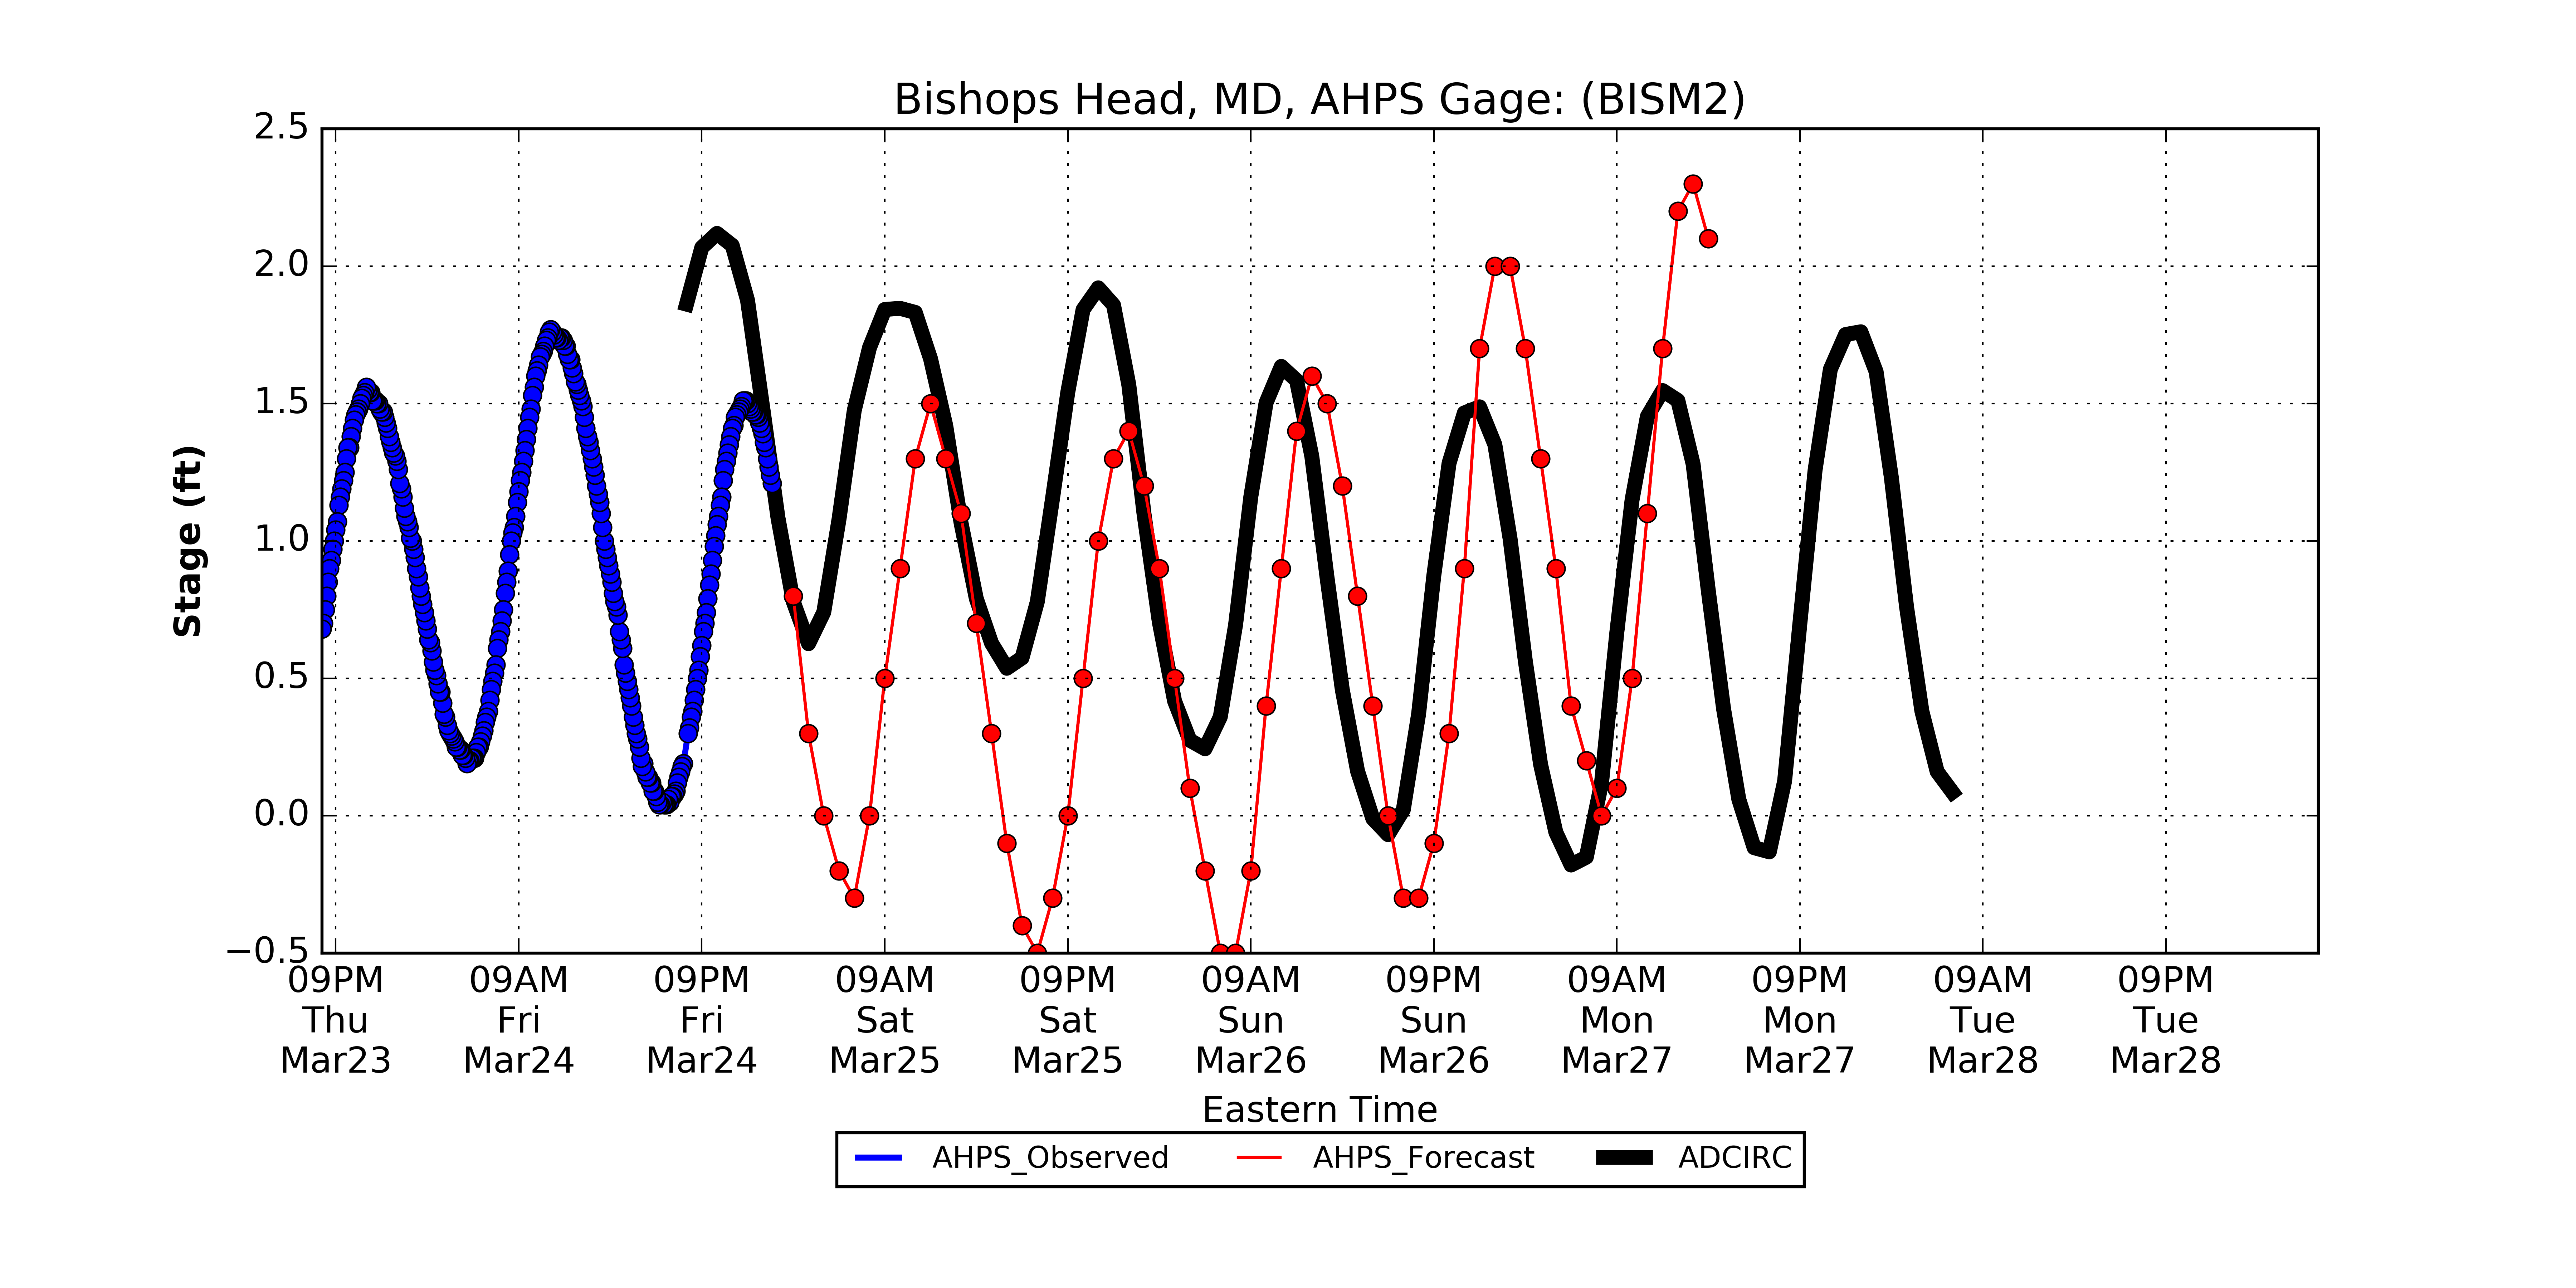 Bishops Head, MD, AHPS Gage: (BISM2)
Stage (ft)
2.5
2.0
1.5
1.0
0.5
0.0
−0.5
09PM 09AM 09PM 09AM 09PM 09AM 09PM 09AM 09PM 09AM 09PM
Thu Fri Fri Sat Sat Sun Sun Mon Mon Tue Tue
Mar23 Mar24 Mar24 Mar25 Mar25 Mar26 Mar26 Mar27 Mar27 Mar28 Mar28
Eastern Time
AHPS_Observed AHPS_Forecast ADCIRC